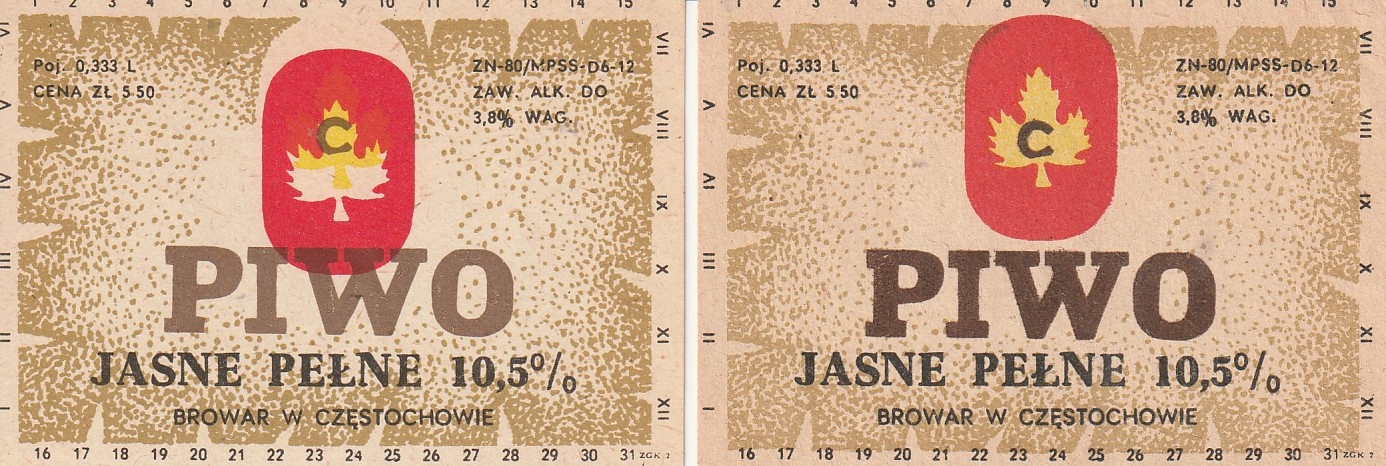 1 2 3 4 5 6 7 8 9 10 11 12 13 14 15
VI VII
Poj. 0,333 L ZN-80/MPSS-D6-12
CENA ZŁ 5 50 ZAW. ALK. DO
3,8% WAG.
V VIII
C
IV IX
PIWO
III X
II XI
JASNE PEŁNE 10,5%
BROWAR W CZĘSTOCHOWIE
I XII
16 17 18 19 20 21 22 23 24 25 26 27 28 29 30 31 ZGK 2
1 2 3 4 5 6 7 8 9 10 11 12 13 14 15
VI VII
Poj. 0,333 L ZN-80/MPSS-D6-12
CENA ZŁ 5 50 ZAW. ALK. DO
3,8% WAG.
V VIII
C
IV IX
PIWO
III X
II XI
JASNE PEŁNE 10,5%
BROWAR W CZĘSTOCHOWIE
I XII
16 17 18 19 20 21 22 23 24 25 26 27 28 29 30 31 ZGK 2